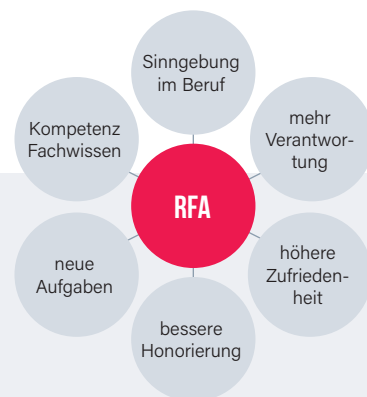 Sinngebung
im Beruf
Kompetenz
Fachwissen
mehr
Verantwor-
tung
RFA
neue
Aufgaben
höhere
Zufrieden-
heit
bessere
Honorierung